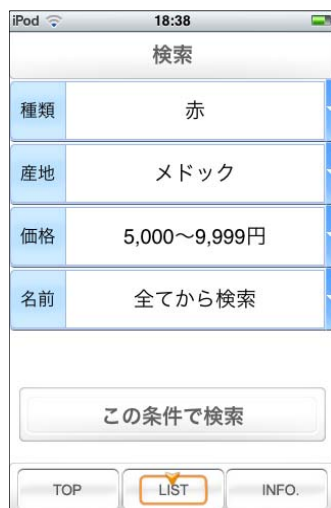 iPod 18:38
検索
種類 赤
産地 メドック
価格 5,000～9,999円
名前 全てから検索
この条件で検索
TOP LIST INFO.